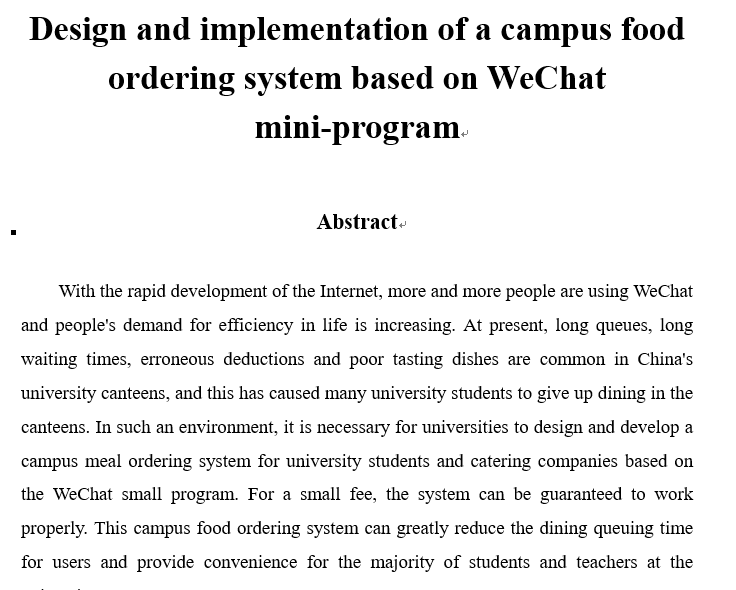 Design and implementation of a campus food
ordering system based on WeChat
mini-program
Abstract
With the rapid development of the Internet, more and more people are using WeChat
and people's demand for efficiency in life is increasing. At present, long queues, long
waiting times, erroneous deductions and poor tasting dishes are common in China's
university canteens, and this has caused many university students to give up dining in the
canteens. In such an environment, it is necessary for universities to design and develop a
campus meal ordering system for university students and catering companies based on
the WeChat small program. For a small fee, the system can be guaranteed to work
properly. This campus food ordering system can greatly reduce the dining queuing time
for users and provide convenience for the majority of students and teachers at the